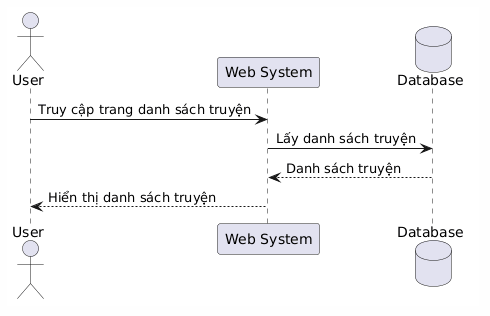 User
Web System
Database
Truy cập trang danh sách truyện
Lấy danh sách truyện
Danh sách truyện
Hiển thị danh sách truyện
User
Web System
Database